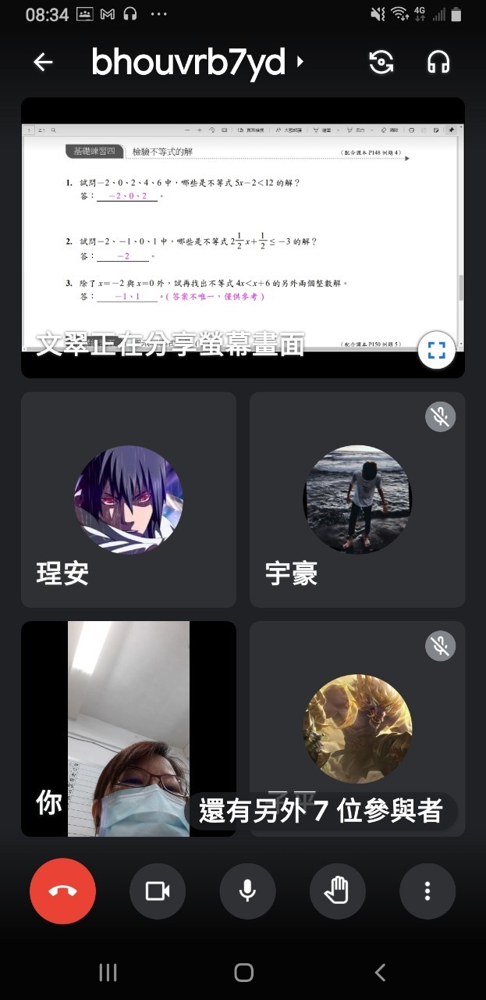 08:34
4G
bhouvrb7yd
基礎練習四 檢驗不等式的解 (配合課本 P148 例題 4)
1. 試問－2、0、2、4、6 中，哪些是不等式 5x－2<12 的解？
答：－2、0、2。
2. 試問－2、－1、0、1 中，哪些是不等式 2 1/2 x + 1/2 ≤ －3 的解？
答：－2。
3. 除了 x=－2 與 x=0 外，試再找出不等式 4x<x+6 的另外兩個整數解。
答：－1、1。(答案不唯一，僅供參考)
(配合課本 P150 例題 5)
文翠正在分享螢幕畫面
珵安
宇豪
你
還有另外 7 位參與者